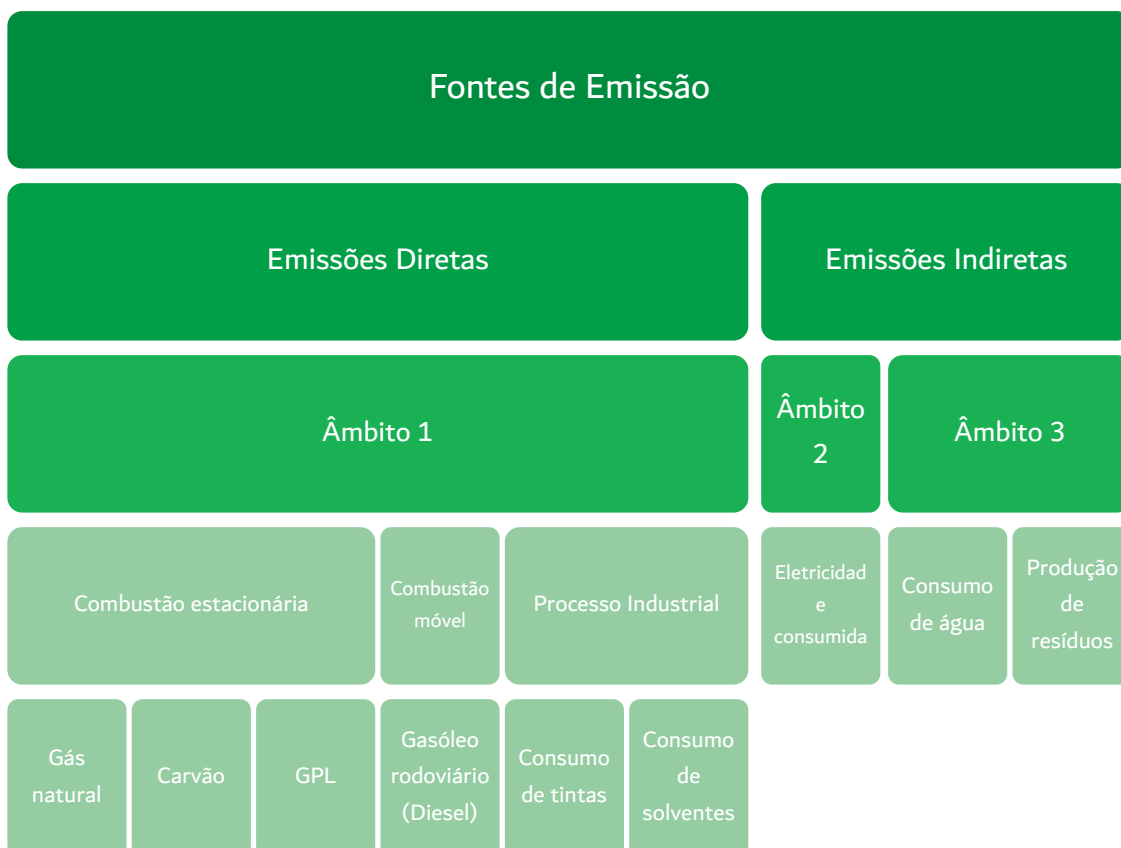 Fontes de Emissão
Emissões Diretas
Emissões Indiretas
Âmbito 1
Âmbito
2
Âmbito 3
Combustão estacionária
Combustão
móvel
Processo Industrial
Eletricidad
e
consumida
Consumo
de água
Produção
de
resíduos
Gás
natural
Carvão
GPL
Gasóleo
rodoviário
(Diesel)
Consumo
de tintas
Consumo
de
solventes